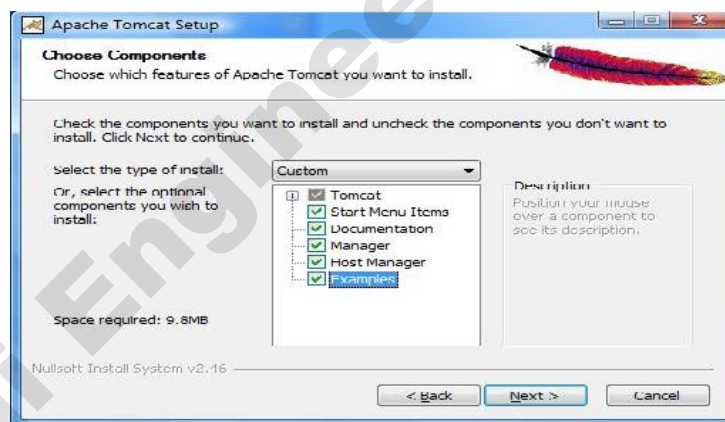 Apache Tomcat Setup
Choose Components
Choose which features of Apache Tomcat you want to install.
Check the components you want to install and uncheck the components you don't want to
install. Click Next to continue.
Select the type of install:
Custom
Or, select the optional
components you wish to
install:
Tomcat
Start Menu Items
Documentation
Manager
Host Manager
Examples
Description
Position your mouse
over a component to
see its description.
Space required: 9.8MB
Nullsoft Install System v2.46
< Back
Next >
Cancel